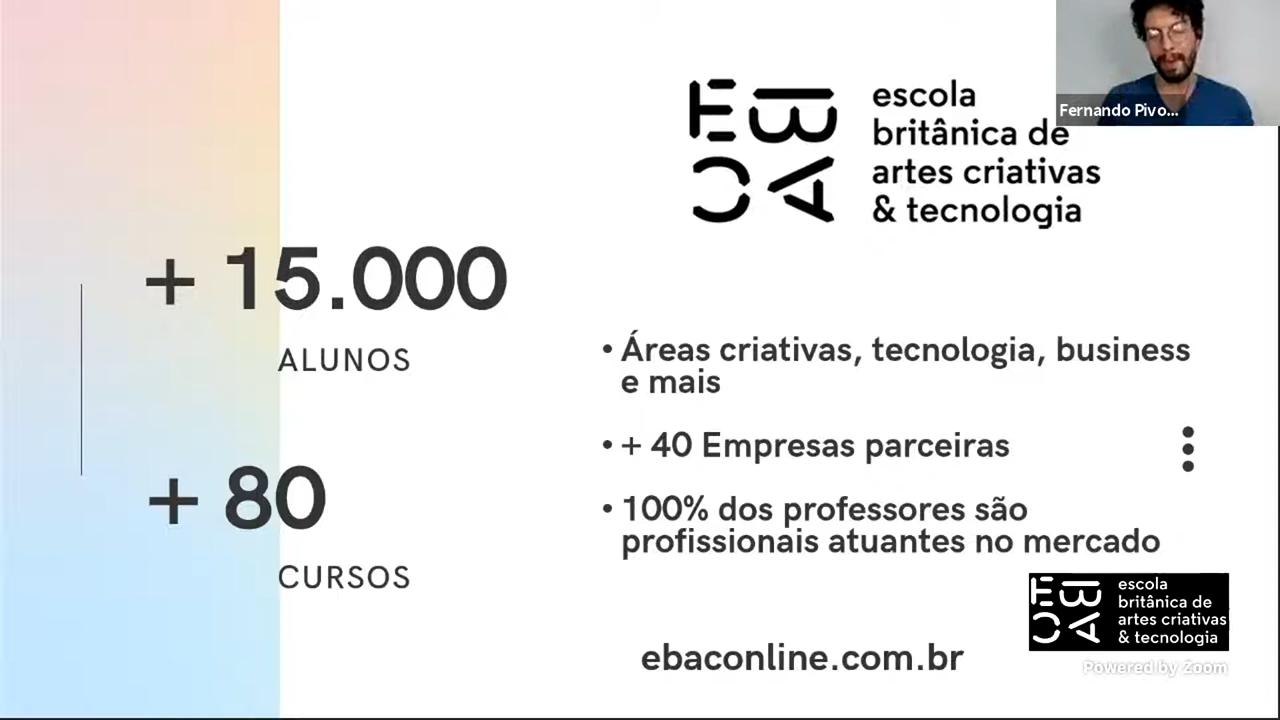 EBAC
escola
britânica de
artes criativas
& tecnologia
Fernando Pivo...
+ 15.000
ALUNOS
+ 80
CURSOS
• Áreas criativas, tecnologia, business
e mais
• + 40 Empresas parceiras
• 100% dos professores são
profissionais atuantes no mercado
ebaconline.com.br
EBAC
escola
britânica de
artes criativas
& tecnologia
Powered by Zoom